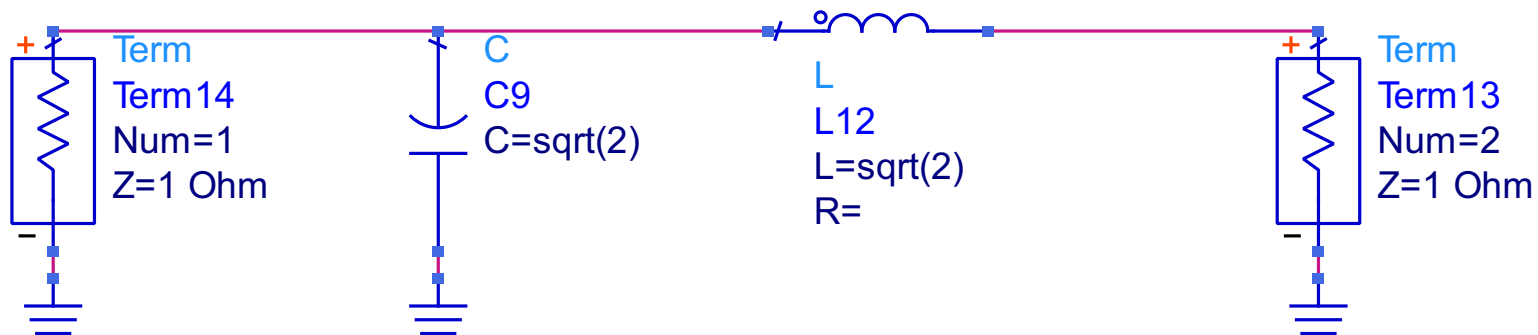 +
Term
Term14
Num=1
Z=1 Ohm
−
C
C9
C=sqrt(2)
L
L12
L=sqrt(2)
R=
+
Term
Term13
Num=2
Z=1 Ohm
−